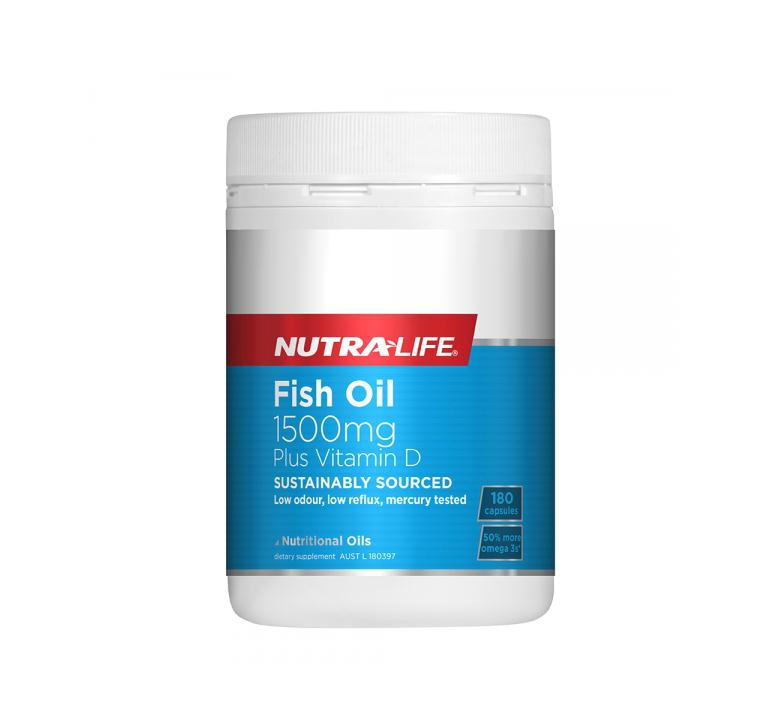 NUTRA-LIFE®
Fish Oil
1500mg
Plus Vitamin D
SUSTAINABLY SOURCED
Low odour, low reflux, mercury tested
180
capsules
50% more
omega 3s*
Nutritional Oils
dietary supplement AUST L 180397